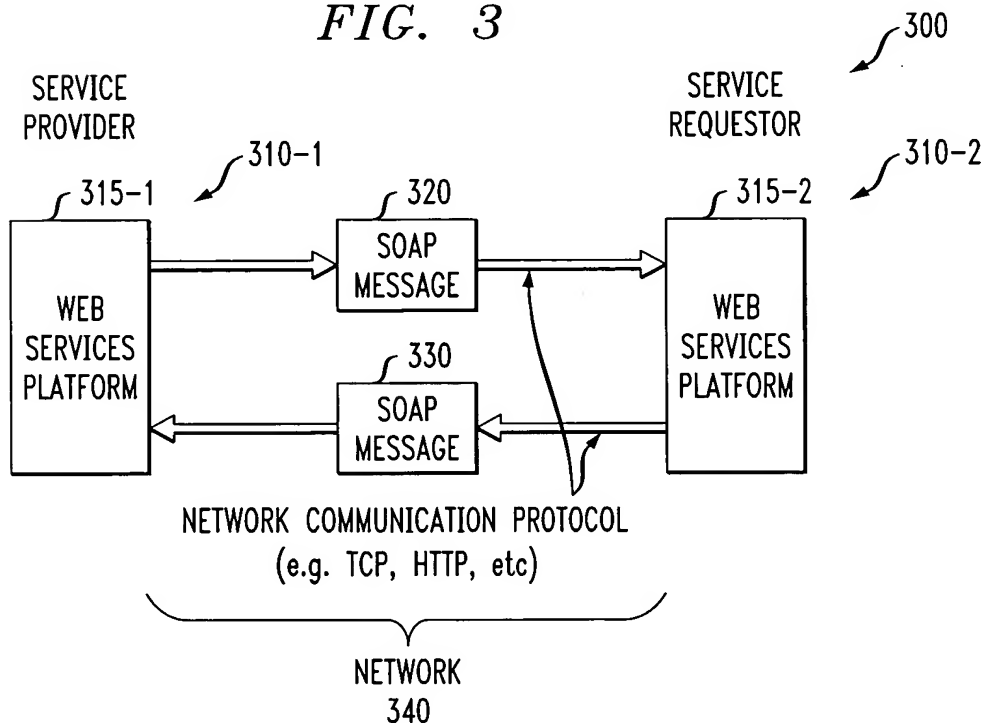 FIG. 3
300
SERVICE
PROVIDER
SERVICE
REQUESTOR
310-1
310-2
315-1
320
315-2
SOAP
MESSAGE
WEB
SERVICES
PLATFORM
WEB
SERVICES
PLATFORM
330
SOAP
MESSAGE
NETWORK COMMUNICATION PROTOCOL
(e.g. TCP, HTTP, etc)
NETWORK
340